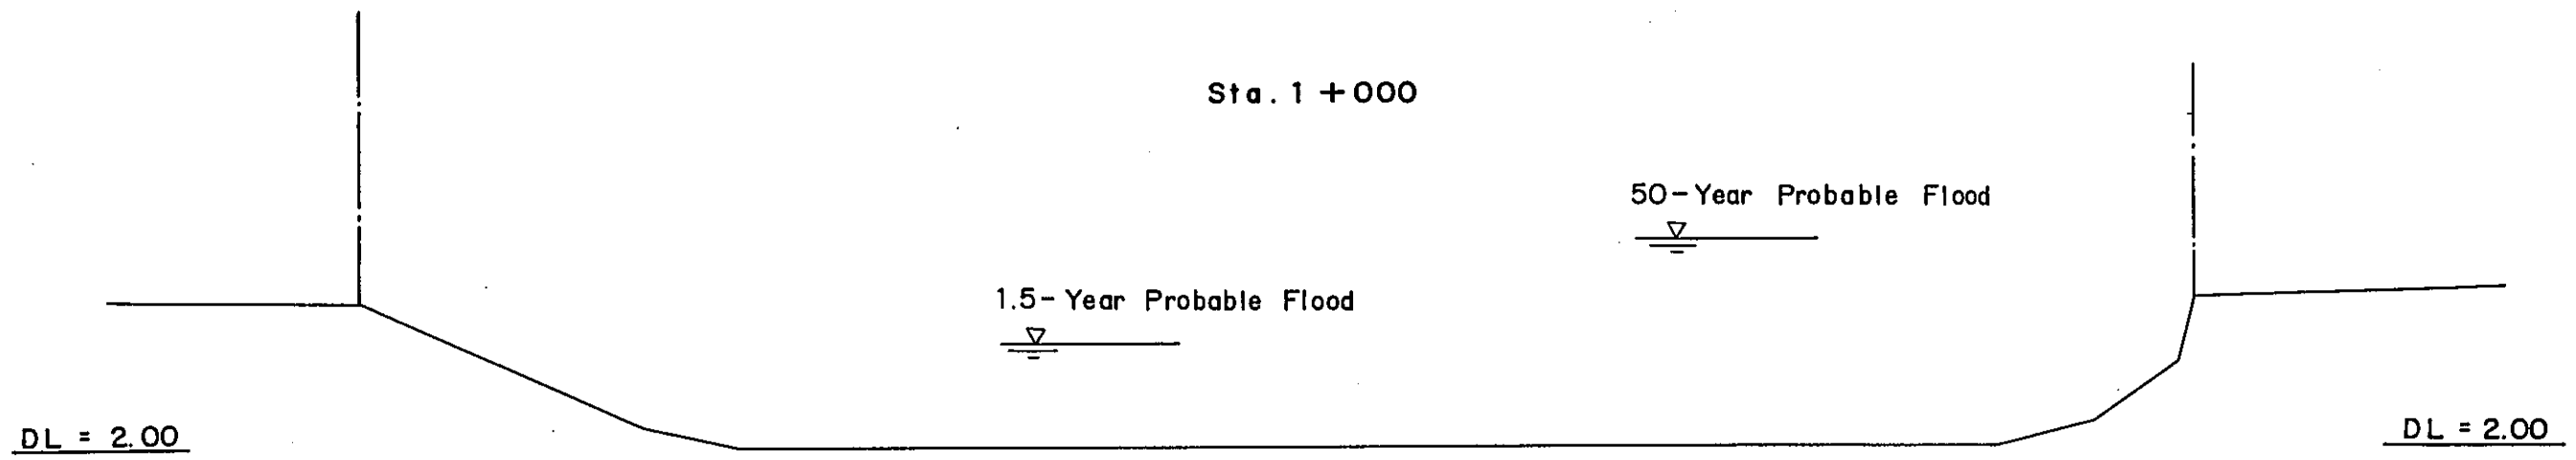 Sta. 1 +000
50-Year Probable Flood
1.5-Year Probable Flood
DL = 2.00
DL = 2.00